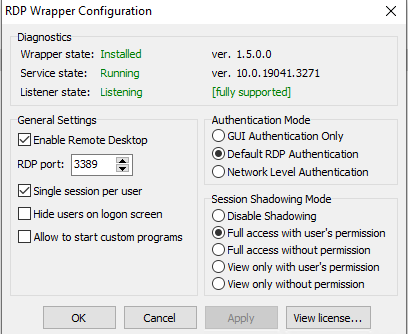 RDP Wrapper Configuration
Diagnostics
Wrapper state: Installed ver. 1.5.0.0
Service state: Running ver. 10.0.19041.3271
Listener state: Listening [fully supported]
General Settings
Enable Remote Desktop
RDP port: 3389
Single session per user
Hide users on logon screen
Allow to start custom programs
Authentication Mode
GUI Authentication Only
Default RDP Authentication
Network Level Authentication
Session Shadowing Mode
Disable Shadowing
Full access with user's permission
Full access without permission
View only with user's permission
View only without permission
OK Cancel Apply View license...